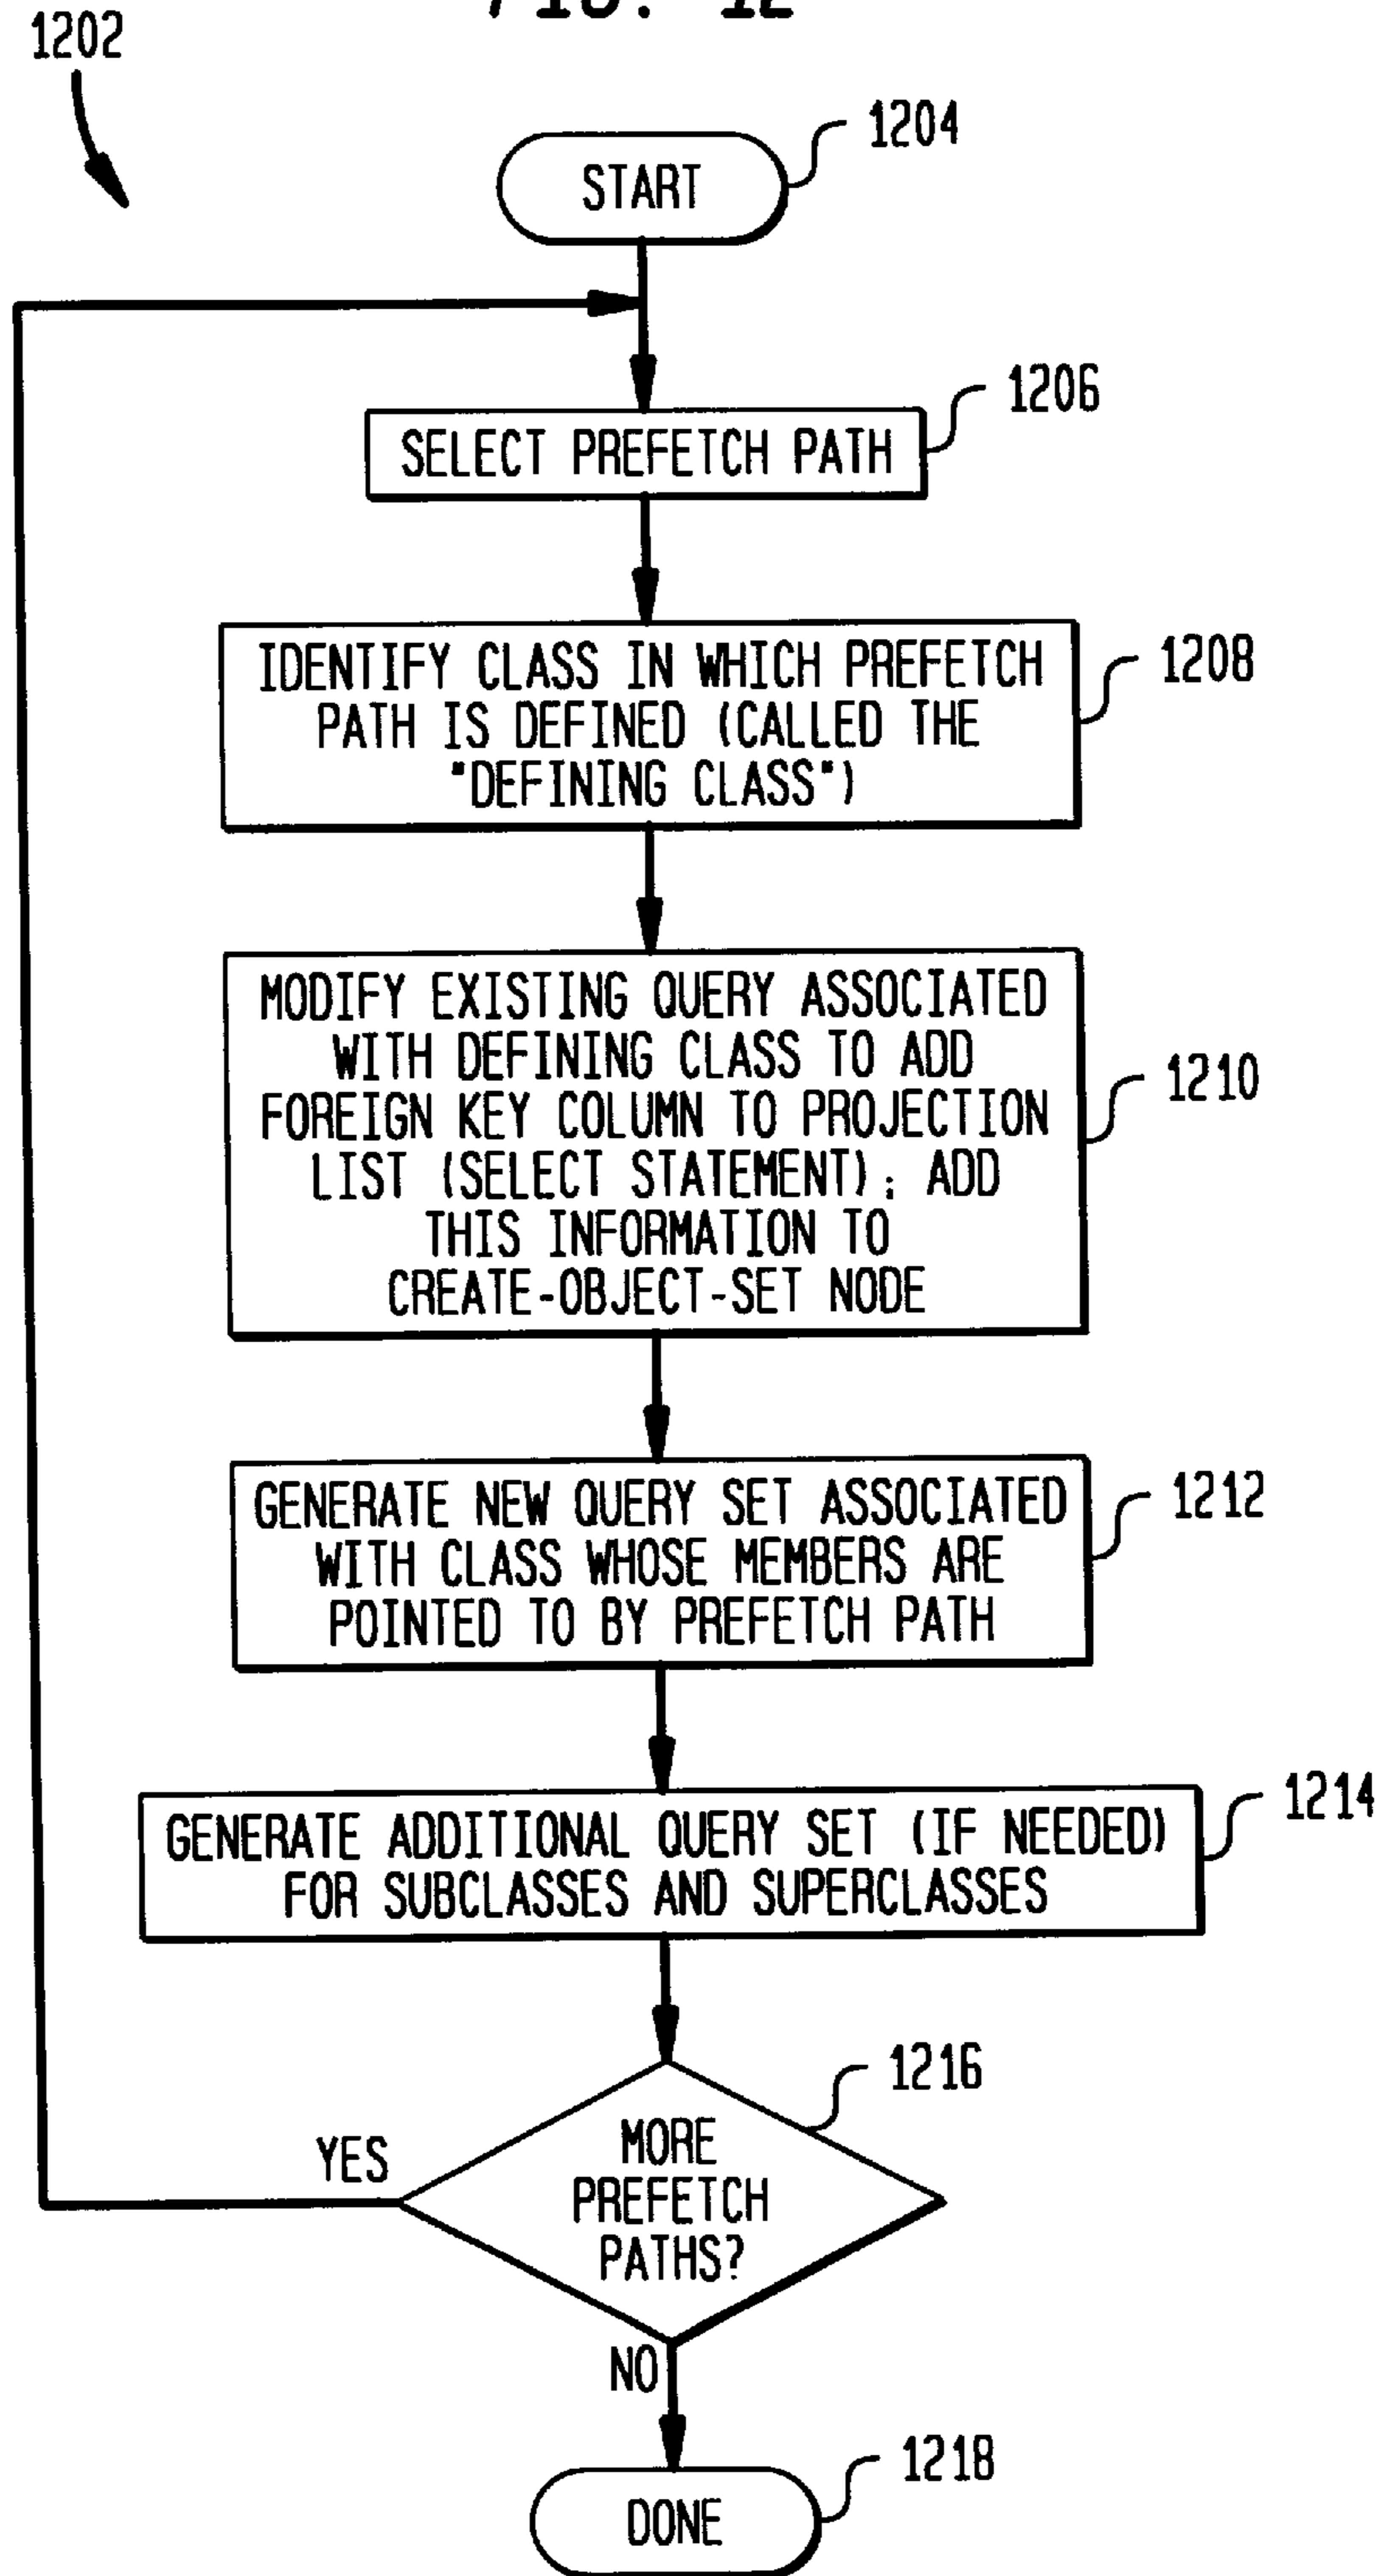 FIG. 12
1202
START
1204
SELECT PREFETCH PATH
1206
IDENTIFY CLASS IN WHICH PREFETCH
PATH IS DEFINED (CALLED THE
"DEFINING CLASS")
1208
MODIFY EXISTING QUERY ASSOCIATED
WITH DEFINING CLASS TO ADD
FOREIGN KEY COLUMN TO PROJECTION
LIST (SELECT STATEMENT); ADD
THIS INFORMATION TO
CREATE-OBJECT-SET NODE
1210
GENERATE NEW QUERY SET ASSOCIATED
WITH CLASS WHOSE MEMBERS ARE
POINTED TO BY PREFETCH PATH
1212
GENERATE ADDITIONAL QUERY SET (IF NEEDED)
FOR SUBCLASSES AND SUPERCLASSES
1214
MORE
PREFETCH
PATHS?
1216
YES
NO
DONE
1218